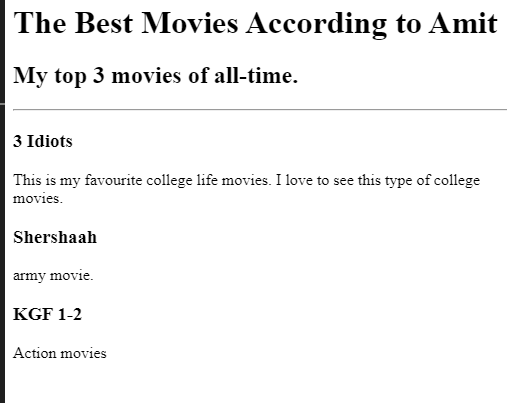 The Best Movies According to Amit
My top 3 movies of all-time.
3 Idiots
This is my favourite college life movies. I love to see this type of college
movies.
Shershaah
army movie.
KGF 1-2
Action movies